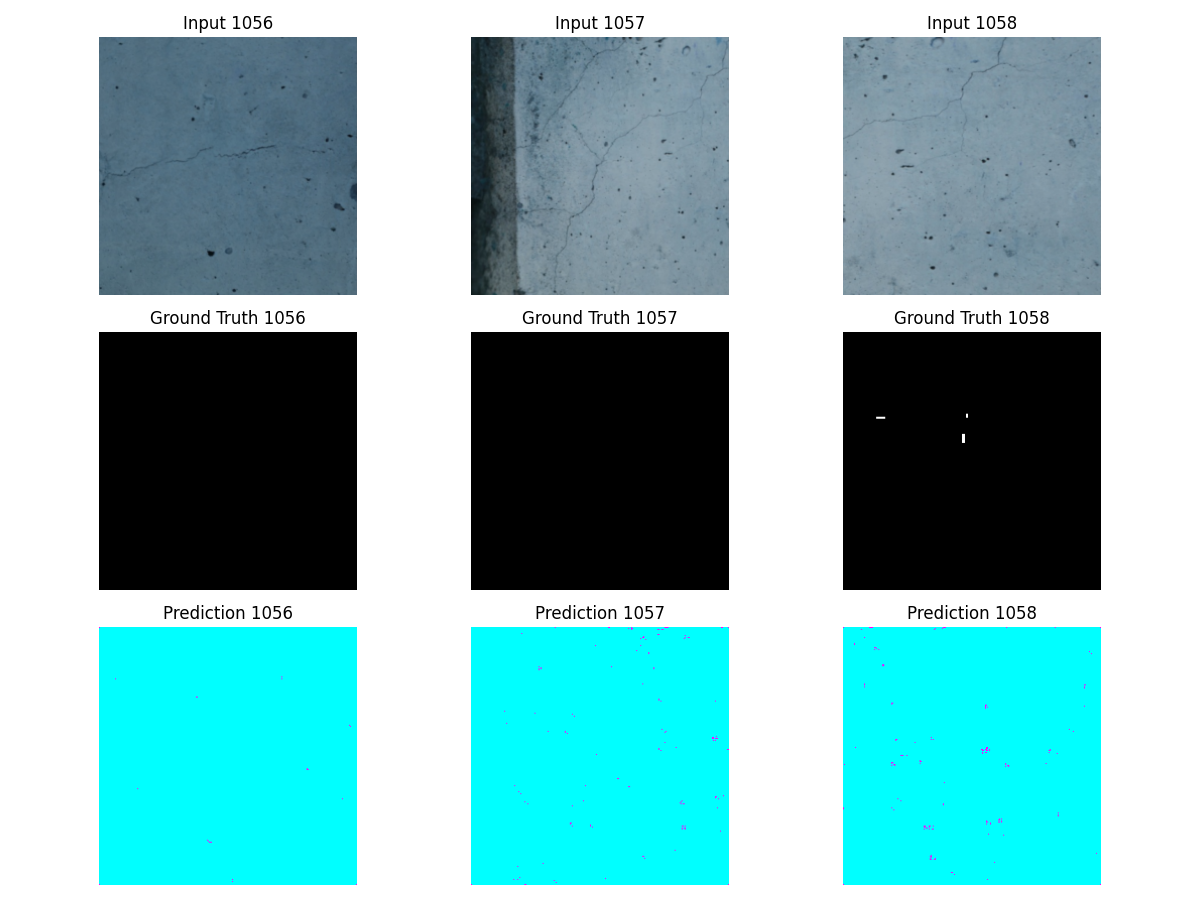 Input 1056
Input 1057
Input 1058
Ground Truth 1056
Ground Truth 1057
Ground Truth 1058
Prediction 1056
Prediction 1057
Prediction 1058